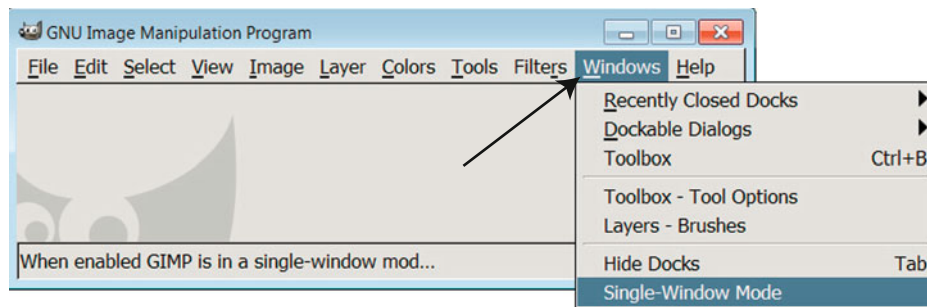 GNU Image Manipulation Program
File Edit Select View Image Layer Colors Tools Filters Windows Help
Recently Closed Docks
Dockable Dialogs
Toolbox Ctrl+B
Toolbox - Tool Options
Layers - Brushes
When enabled GIMP is in a single-window mod...
Hide Docks Tab
Single-Window Mode